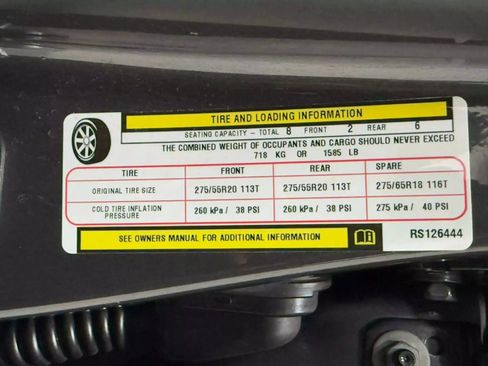 TIRE AND LOADING INFORMATION
SEATING CAPACITY - TOTAL 8 FRONT 2 REAR 6
THE COMBINED WEIGHT OF OCCUPANTS AND CARGO SHOULD NEVER EXCEED
718 KG OR 1585 LB
TIRE FRONT REAR SPARE
ORIGINAL TIRE SIZE 275/55R20 113T 275/55R20 113T 275/65R18 116T
COLD TIRE INFLATION
PRESSURE 260 kPa / 38 PSI 260 kPa / 38 PSI 275 kPa / 40 PSI
SEE OWNERS MANUAL FOR ADDITIONAL INFORMATION RS126444